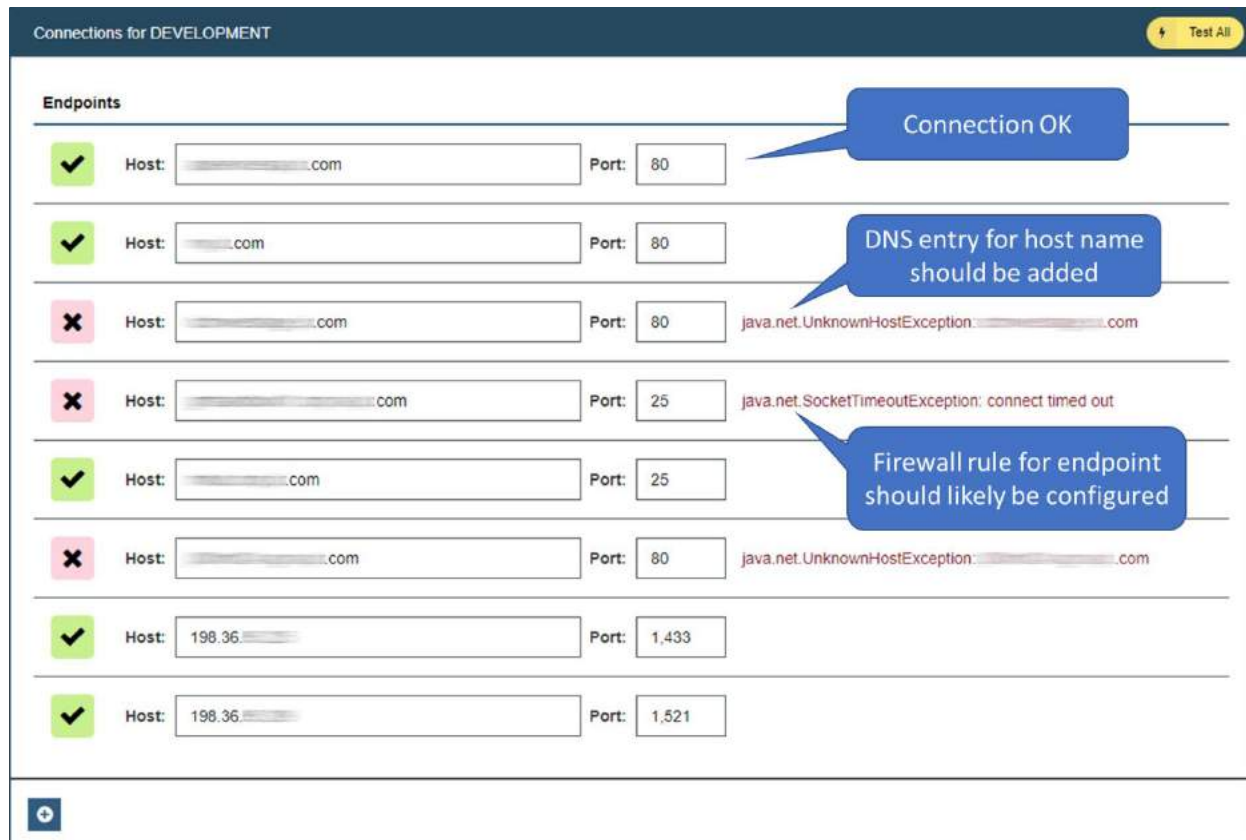 Connections for DEVELOPMENT Test All
Endpoints
Connection OK
Host: .com Port: 80
Host: .com Port: 80
DNS entry for host name
should be added
Host: .com Port: 80 java.net.UnknownHostException: .com
Host: .com Port: 25 java.net.SocketTimeoutException: connect timed out
Firewall rule for endpoint
should likely be configured
Host: .com Port: 25
Host: .com Port: 80 java.net.UnknownHostException: .com
Host: 198.36. Port: 1,433
Host: 198.36. Port: 1,521